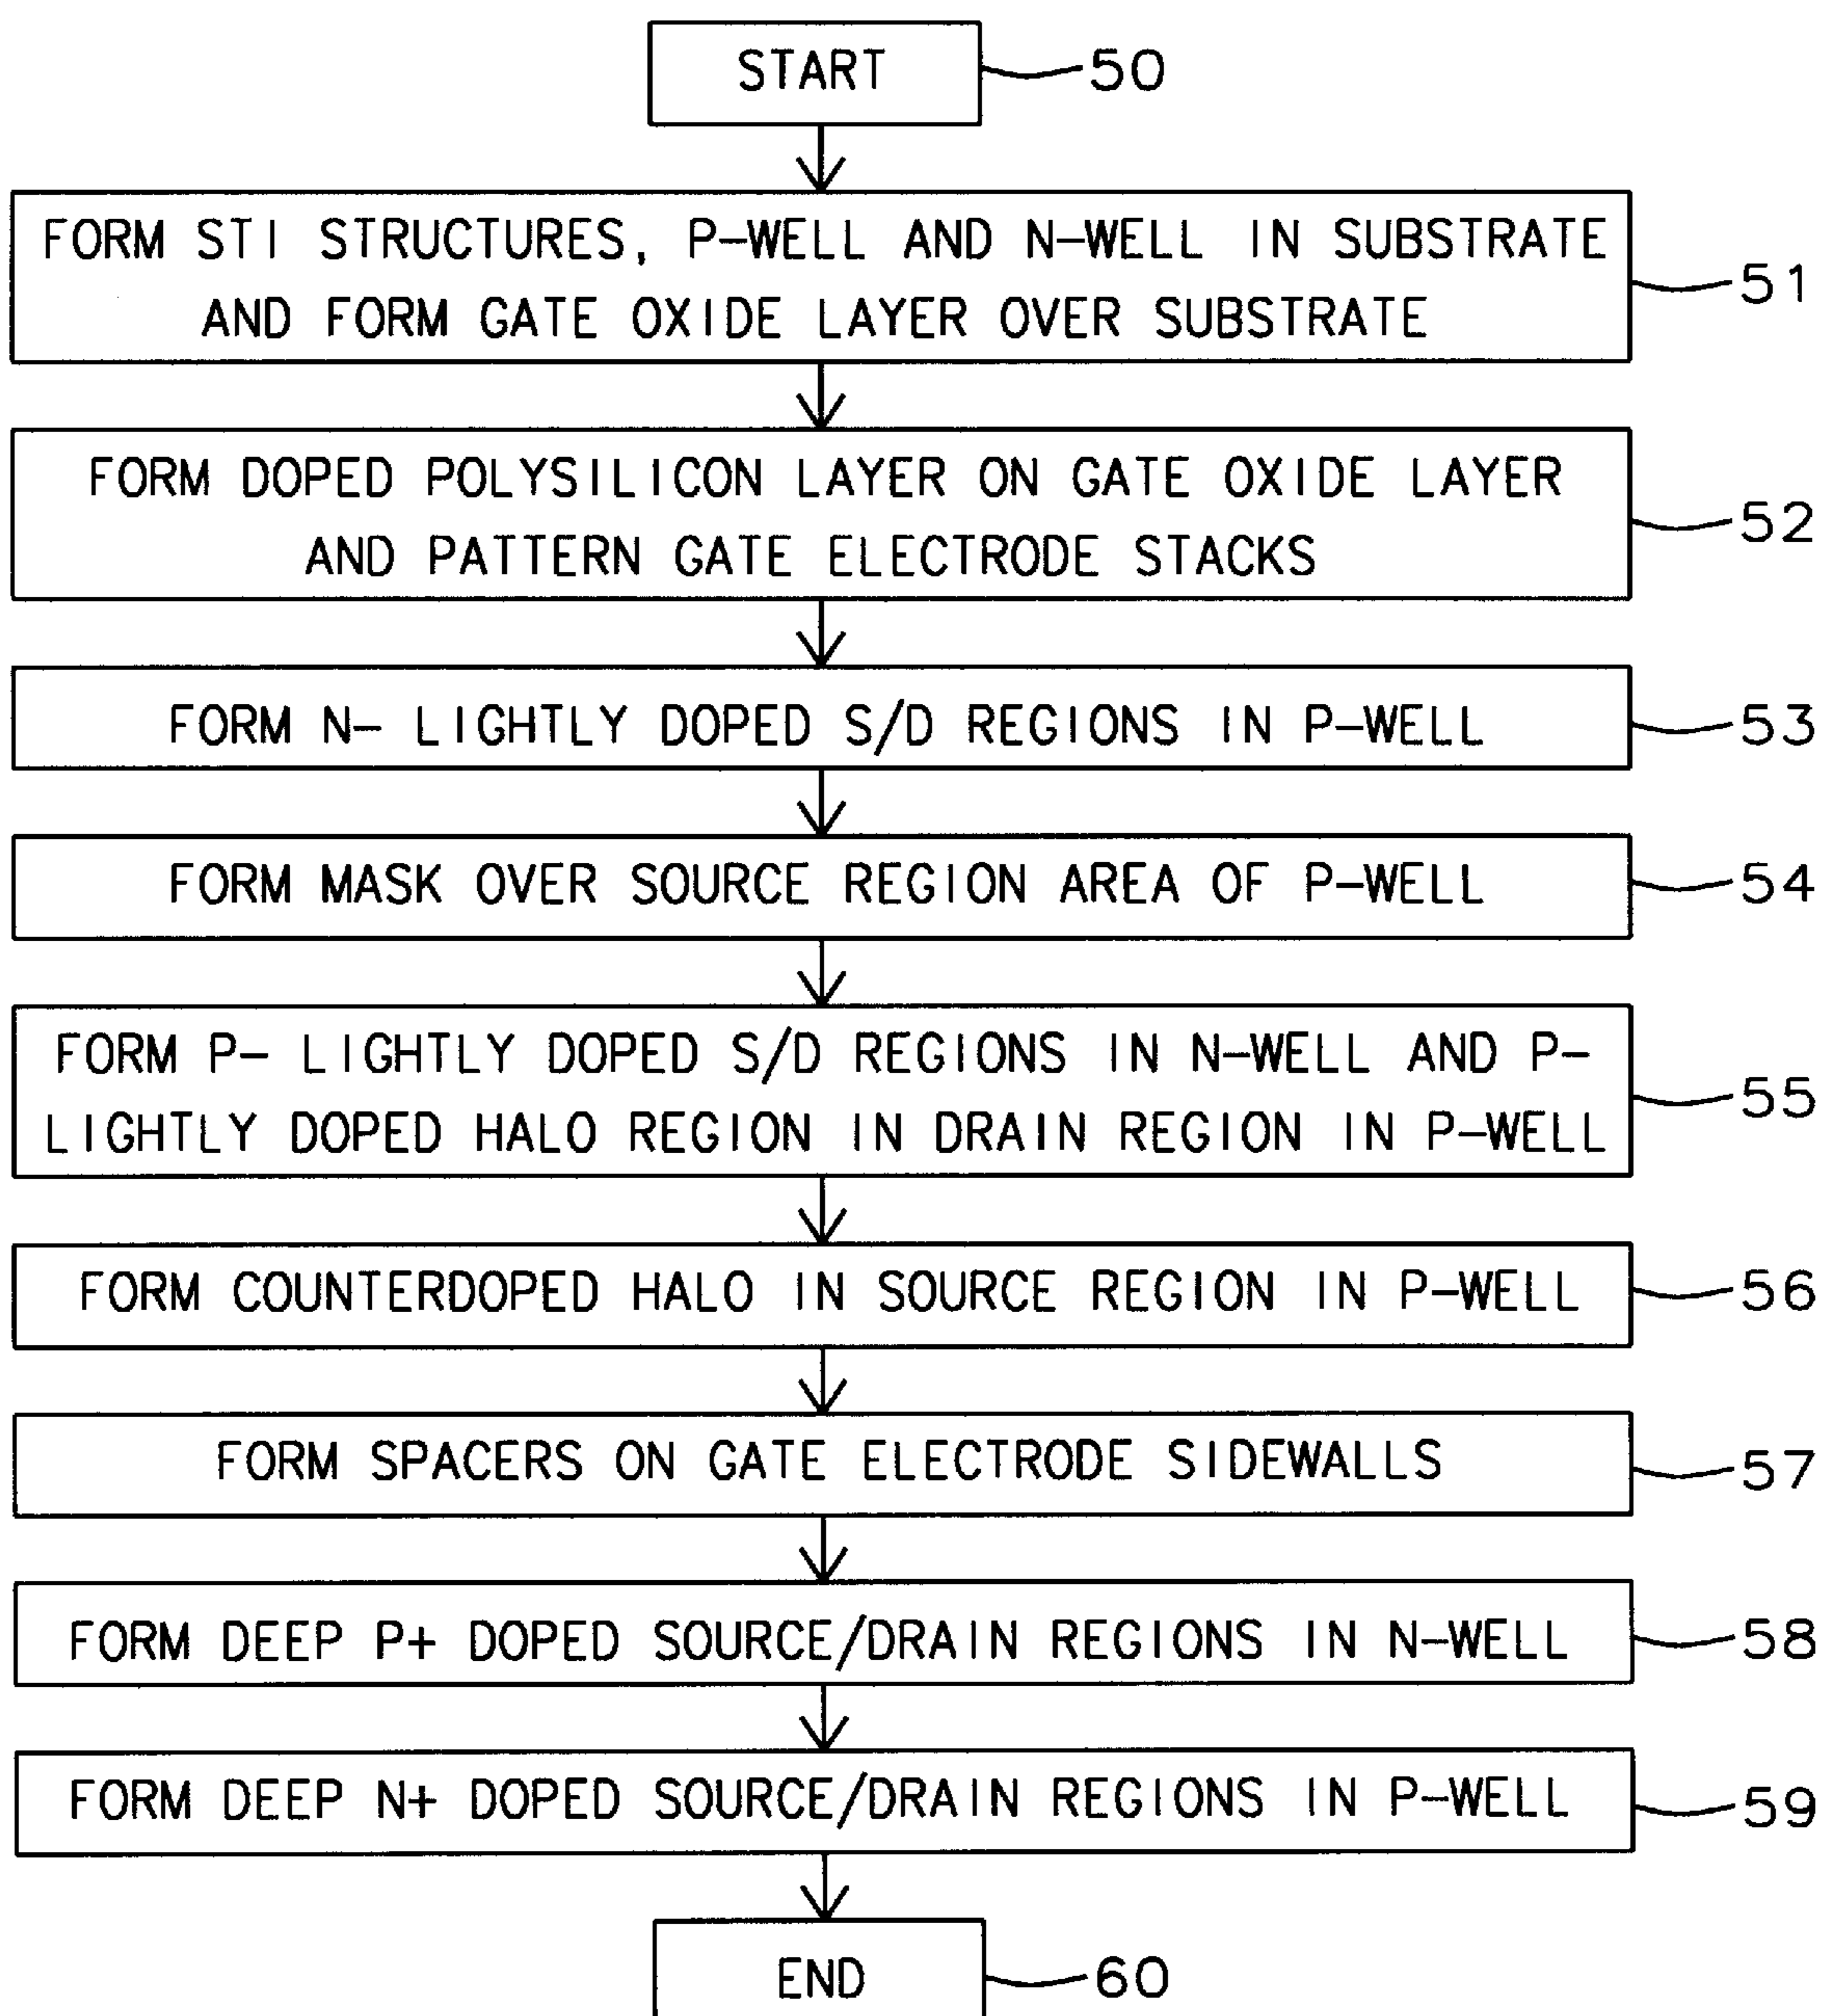 START
50
FORM STI STRUCTURES, P-WELL AND N-WELL IN SUBSTRATE
AND FORM GATE OXIDE LAYER OVER SUBSTRATE
51
FORM DOPED POLYSILICON LAYER ON GATE OXIDE LAYER
AND PATTERN GATE ELECTRODE STACKS
52
FORM N- LIGHTLY DOPED S/D REGIONS IN P-WELL
53
FORM MASK OVER SOURCE REGION AREA OF P-WELL
54
FORM P- LIGHTLY DOPED S/D REGIONS IN N-WELL AND P-
LIGHTLY DOPED HALO REGION IN DRAIN REGION IN P-WELL
55
FORM COUNTERDOPED HALO IN SOURCE REGION IN P-WELL
56
FORM SPACERS ON GATE ELECTRODE SIDEWALLS
57
FORM DEEP P+ DOPED SOURCE/DRAIN REGIONS IN N-WELL
58
FORM DEEP N+ DOPED SOURCE/DRAIN REGIONS IN P-WELL
59
END
60